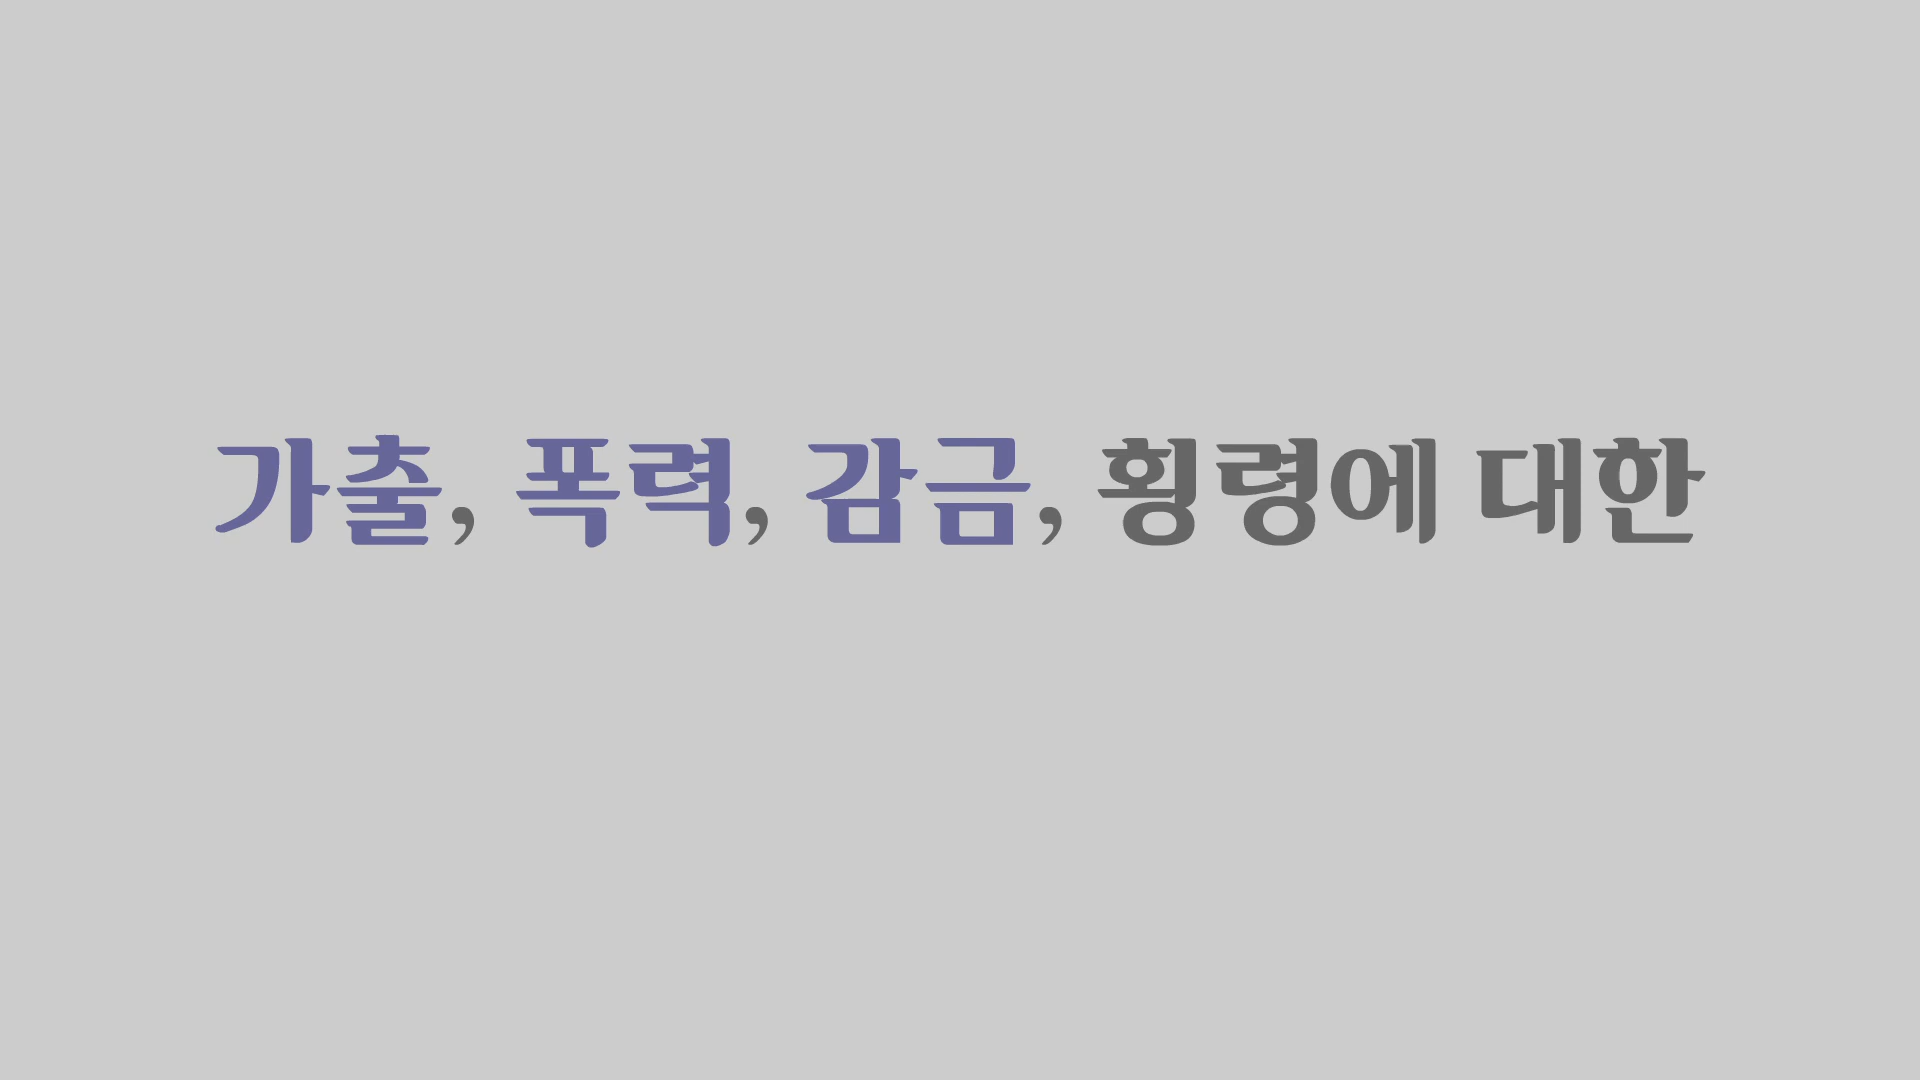 가출, 폭력, 감금, 횡령에 대한